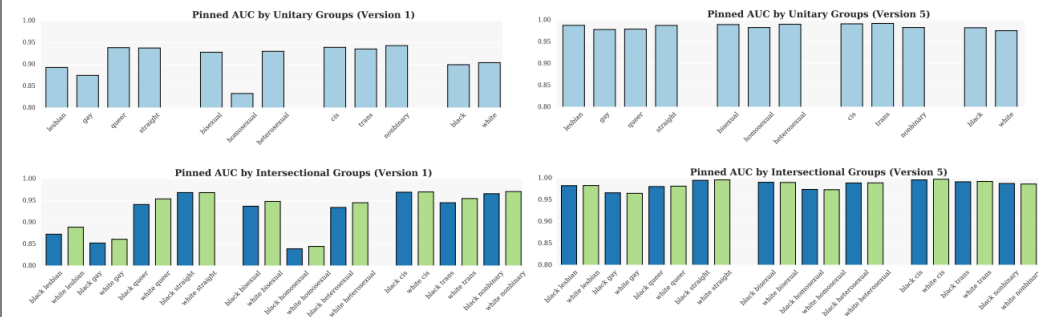 Pinned AUC by Unitary Groups (Version 1)
1.00
0.95
0.90
0.85
0.80
lesbian
gay
queer
straight
bisexual
homosexual
heterosexual
cis
trans
nonbinary
black
white
Pinned AUC by Unitary Groups (Version 5)
1.00
0.95
0.90
0.85
0.80
lesbian
gay
queer
straight
bisexual
homosexual
heterosexual
cis
trans
nonbinary
black
white
Pinned AUC by Intersectional Groups (Version 1)
1.00
0.95
0.90
0.85
0.80
black lesbian
white lesbian
black gay
white gay
black queer
white queer
black straight
white straight
black bisexual
white bisexual
black homosexual
white homosexual
black heterosexual
white heterosexual
black cis
white cis
black trans
white trans
black nonbinary
white nonbinary
Pinned AUC by Intersectional Groups (Version 5)
1.00
0.95
0.90
0.85
0.80
black lesbian
white lesbian
black gay
white gay
black queer
white queer
black straight
white straight
black bisexual
white bisexual
black homosexual
white homosexual
black heterosexual
white heterosexual
black cis
white cis
black trans
white trans
black nonbinary
white nonbinary